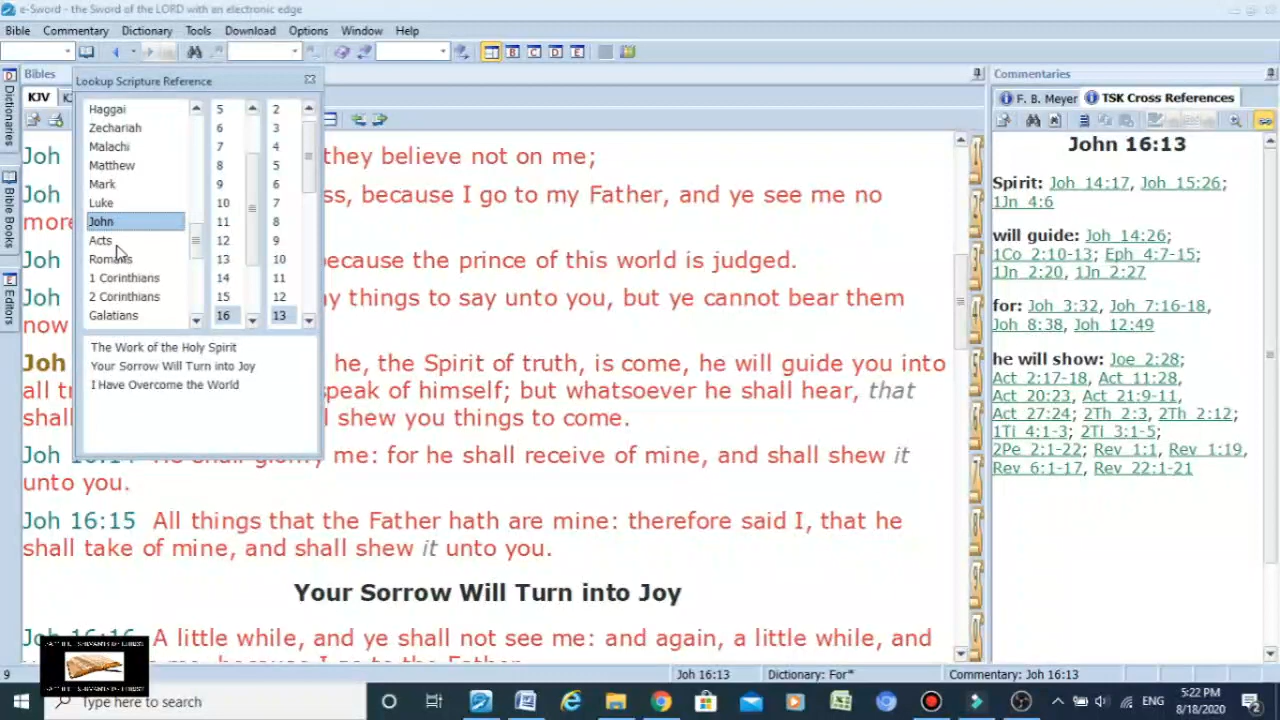 e-Sword - the Sword of the LORD with an electronic edge
Bible Commentary Dictionary Tools Download Options Window Help
B C D E
Dictionaries
Bible Books
Editors
Bibles
KJV
Lookup Scripture Reference
Haggai 5 2
Zechariah 6 3
Malachi 7 4
Matthew 8 5
Mark 9 6
Luke 10 7
John 11 8
Acts 12 9
Romans 13 10
1 Corinthians 14 11
2 Corinthians 15 12
Galatians 16 13
The Work of the Holy Spirit
Your Sorrow Will Turn into Joy
I Have Overcome the World
Joh they believe not on me;
Joh ss, because I go to my Father, and ye see me no
more
Joh because the prince of this world is judged.
Joh y things to say unto you, but ye cannot bear them
now
Joh he, the Spirit of truth, is come, he will guide you into
all tr speak of himself; but whatsoever he shall hear, that
shall l shew you things to come.
Joh me: for he shall receive of mine, and shall shew it
unto you.
Joh 16:15 All things that the Father hath are mine: therefore said I, that he
shall take of mine, and shall shew it unto you.
Your Sorrow Will Turn into Joy
Joh 16:16 A little while, and ye shall not see me: and again, a little while, and
Commentaries
F. B. Meyer TSK Cross References
John 16:13
Spirit: Joh 14:17, Joh 15:26;
1Jn 4:6
will guide: Joh 14:26;
1Co 2:10-13; Eph 4:7-15;
1Jn 2:20, 1Jn 2:27
for: Joh 3:32, Joh 7:16-18,
Joh 8:38, Joh 12:49
he will show: Joe 2:28;
Act 2:17-18, Act 11:28,
Act 20:23, Act 21:9-11,
Act 27:24; 2Th 2:3, 2Th 2:12;
1Ti 4:1-3; 2Ti 3:1-5;
2Pe 2:1-22; Rev 1:1, Rev 1:19,
Rev 6:1-17, Rev 22:1-21
9 Joh 16:13 Dictionary: For* Commentary: Joh 16:13
Type here to search
ENG
5:22 PM
8/18/2020
2